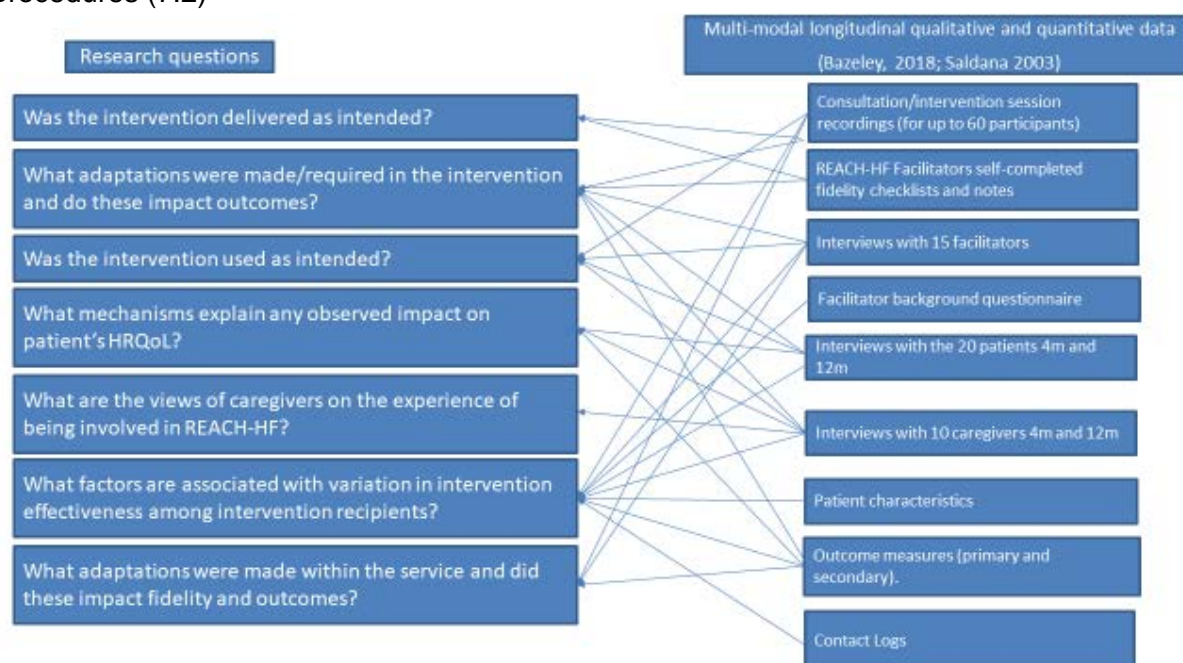 (7.2)
Research questions
Was the intervention delivered as intended?
What adaptations were made/required in the intervention
and do these impact outcomes?
Was the intervention used as intended?
What mechanisms explain any observed impact on
patient's HRQoL?
What are the views of caregivers on the experience of
being involved in REACH-HF?
What factors are associated with variation in intervention
effectiveness among intervention recipients?
What adaptations were made within the service and did
these impact fidelity and outcomes?
Multi-modal longitudinal qualitative and quantitative data
(Bazeley, 2018; Saldana 2003)
Consultation/intervention session
recordings (for up to 60 participants)
REACH-HF Facilitators self-completed
fidelity checklists and notes
Interviews with 15 facilitators
Facilitator background questionnaire
Interviews with the 20 patients 4m and
12m
Interviews with 10 caregivers 4m and 12m
Patient characteristics
Outcome measures (primary and
secondary).
Contact Logs